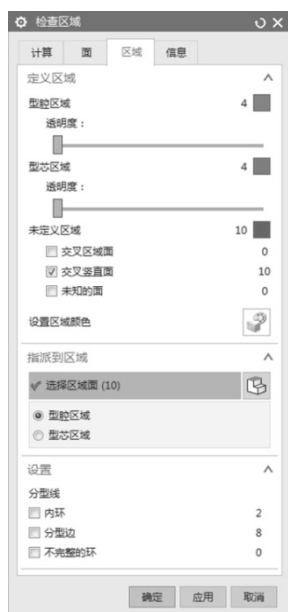 检查区域
计算 面 区域 信息
定义区域
型腔区域 4
透明度：
型芯区域 4
透明度：
未定义区域 10
交叉区域面 0
交叉竖直面 10
未知的面 0
设置区域颜色
指派到区域
选择区域面 (10)
型腔区域
型芯区域
设置
分型线
内环 2
分型边 8
不完整的环 0
确定 应用 取消